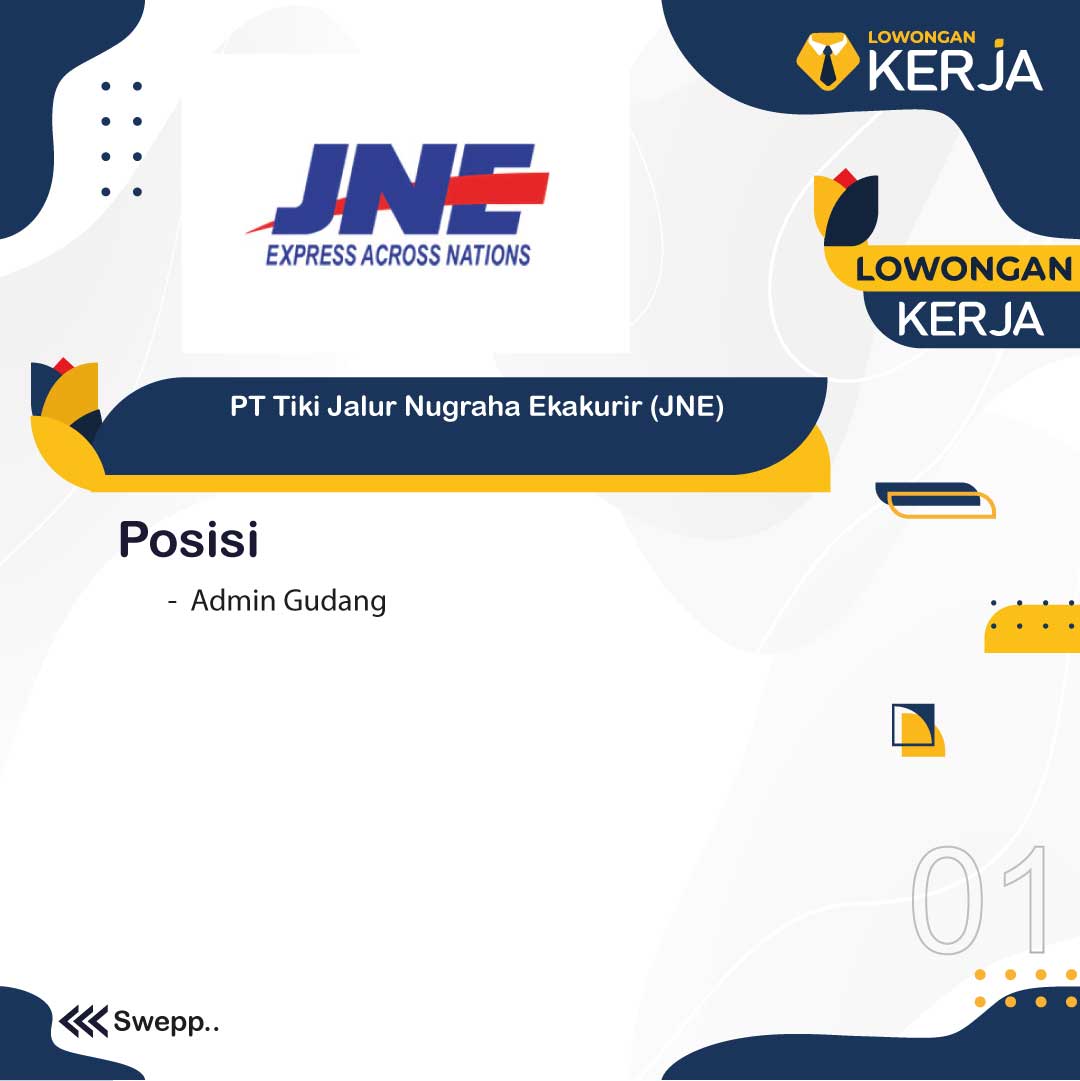 LOWONGAN
KERJA
JNE
EXPRESS ACROSS NATIONS
LOWONGAN
KERJA
PT Tiki Jalur Nugraha Ekakurir (JNE)
Posisi
- Admin Gudang
01
Swepp..